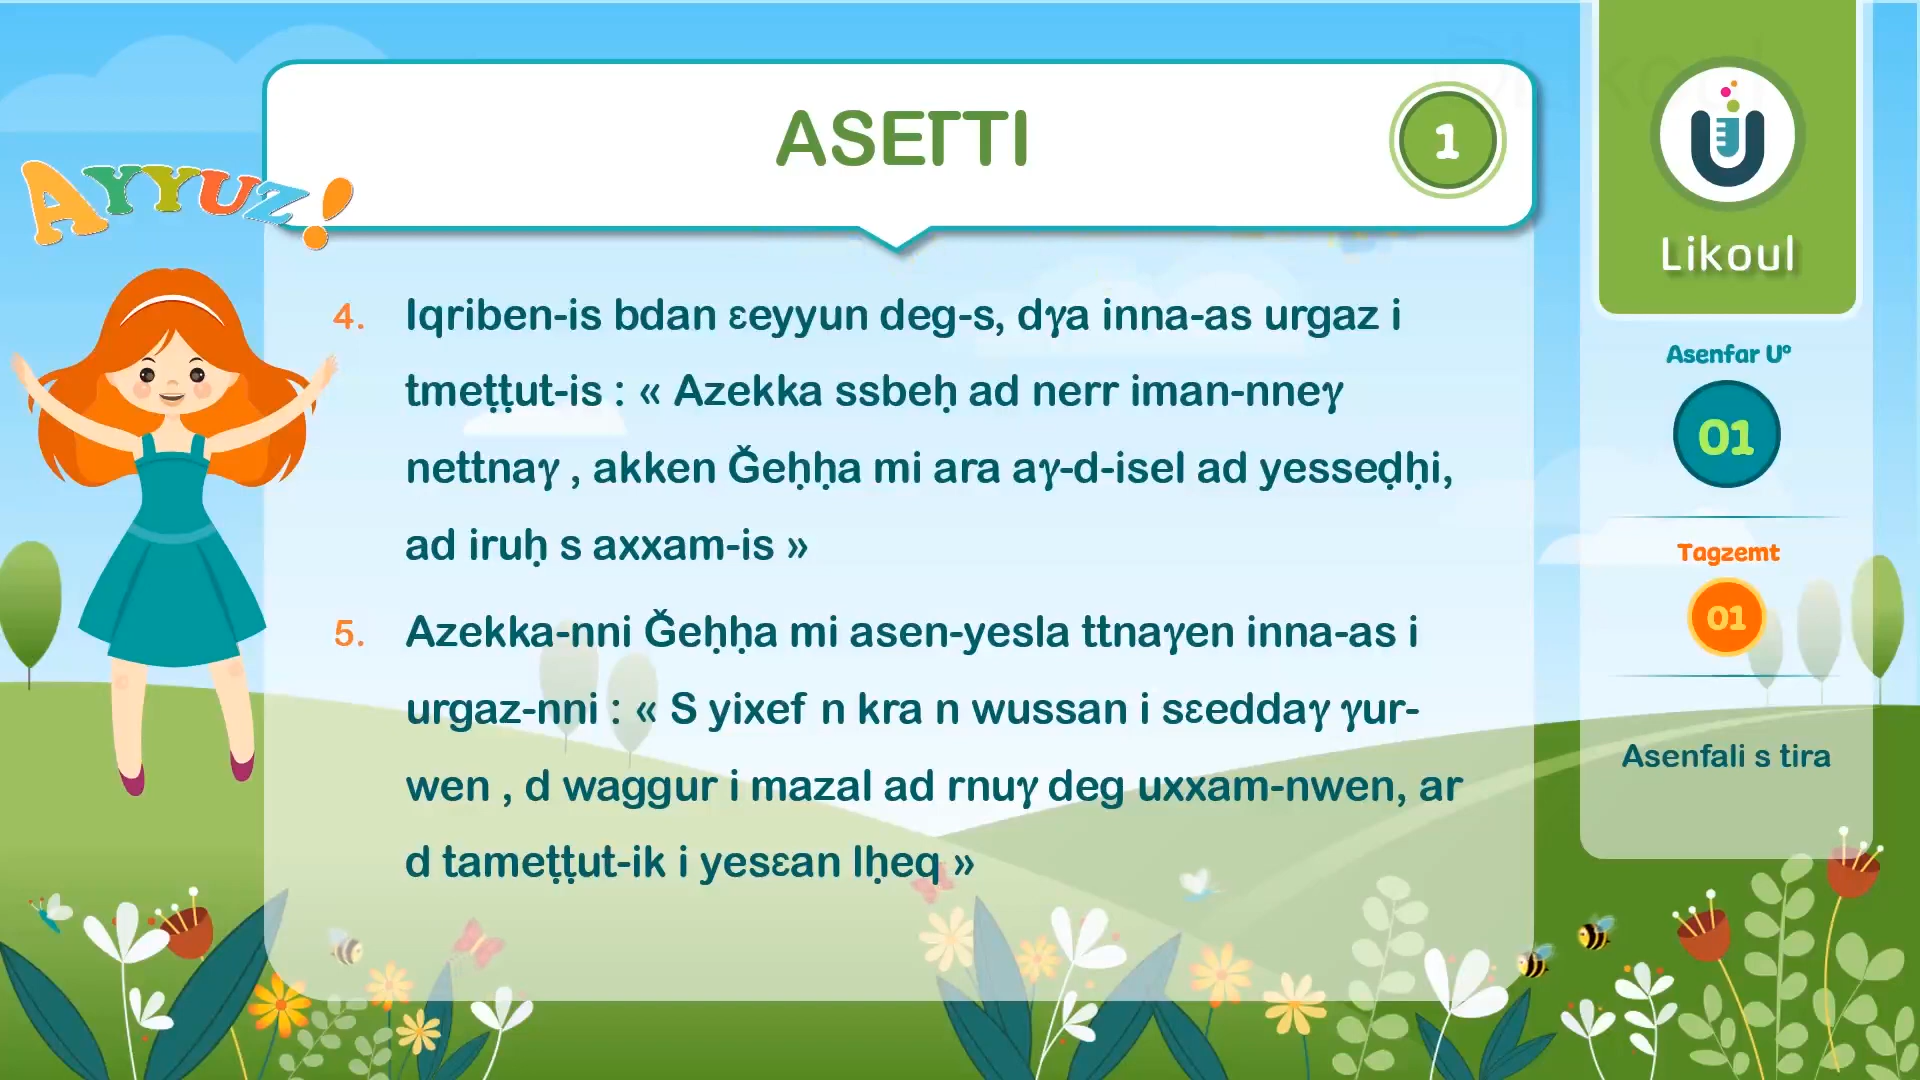 ASEΓTI
1
AYYUZ!
4. Iqriben-is bdan ɛeyyun deg-s, dɣa inna-as urgaz i
tmeṭṭut-is : « Azekka ssbeḥ ad nerr iman-nneɣ
nettnaɣ , akken Ǧeḥḥa mi ara aɣ-d-isel ad yesseḍḥi,
ad iruḥ s axxam-is »
5. Azekka-nni Ǧeḥḥa mi asen-yesla ttnaɣen inna-as i
urgaz-nni : « S yixef n kra n wussan i sɛeddaɣ ɣur-
wen , d waggur i mazal ad rnuɣ deg uxxam-nwen, ar
d tameṭṭut-ik i yesɛan lḥeq »
Likoul
Asenfar Uº
01
Tagzemt
01
Asenfali s tira